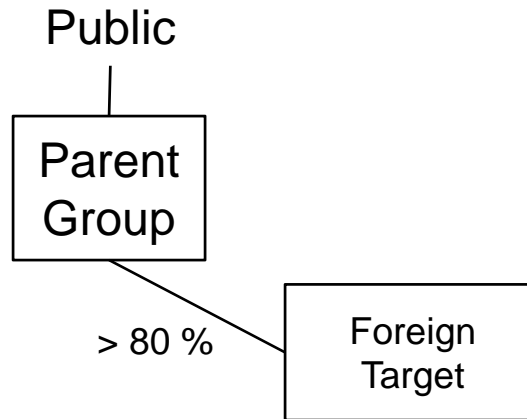 Public
Parent
Group
> 80 %
Foreign
Target